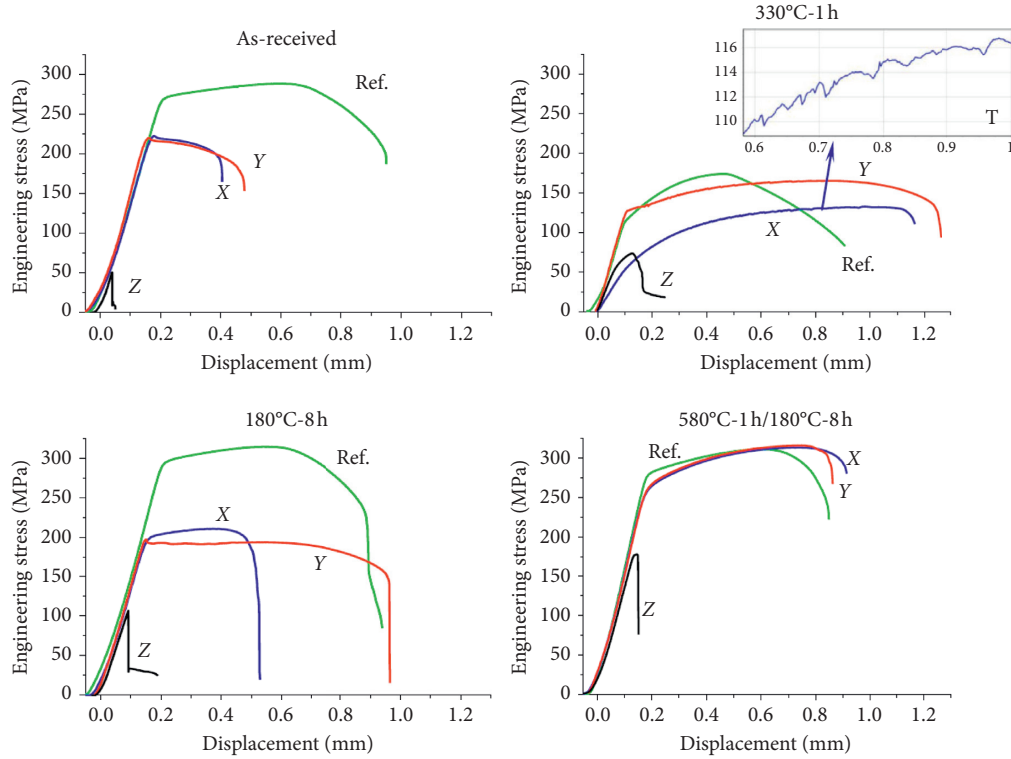 As-received
Engineering stress (MPa)
300
250
200
150
100
50
0
Ref.
Y
X
Z
0.0 0.2 0.4 0.6 0.8 1.0 1.2
Displacement (mm)
330°C-1 h
116
114
112
110
T
0.6 0.7 0.8 0.9 1
Engineering stress (MPa)
300
250
200
150
100
50
0
Y
X
Ref.
Z
0.0 0.2 0.4 0.6 0.8 1.0 1.2
Displacement (mm)
180°C-8 h
Engineering stress (MPa)
300
250
200
150
100
50
0
Ref.
X
Y
Z
0.0 0.2 0.4 0.6 0.8 1.0 1.2
Displacement (mm)
580°C-1 h/180°C-8 h
Engineering stress (MPa)
300
250
200
150
100
50
0
Ref.
X
Y
Z
0.0 0.2 0.4 0.6 0.8 1.0 1.2
Displacement (mm)